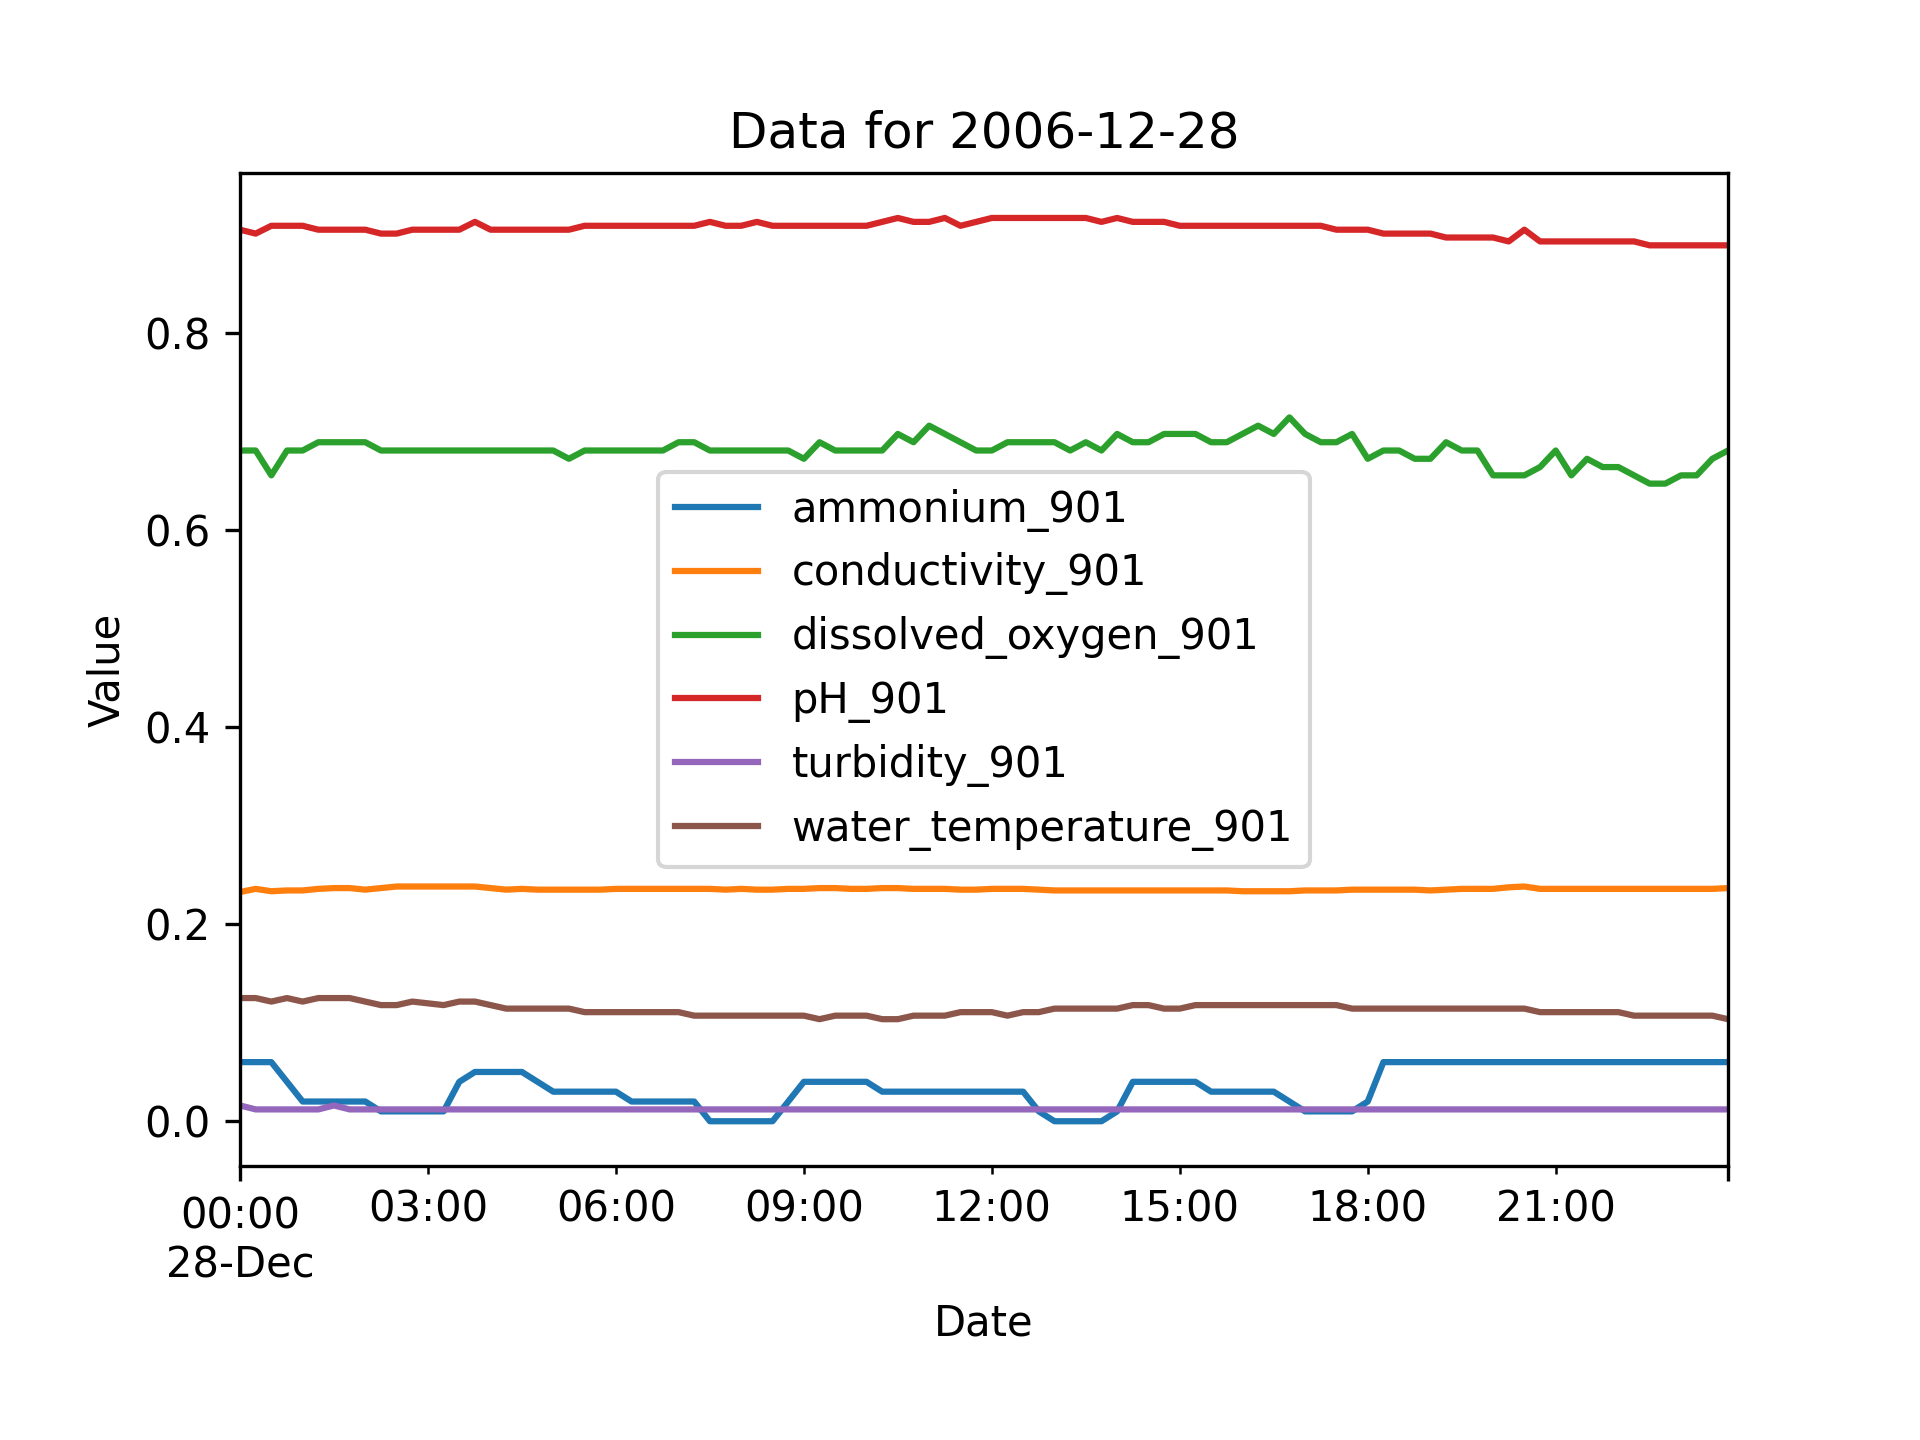 Data for 2006-12-28
Value
0.8
0.6
0.4
0.2
0.0
ammonium_901
conductivity_901
dissolved_oxygen_901
pH_901
turbidity_901
water_temperature_901
00:00 03:00 06:00 09:00 12:00 15:00 18:00 21:00
28-Dec
Date